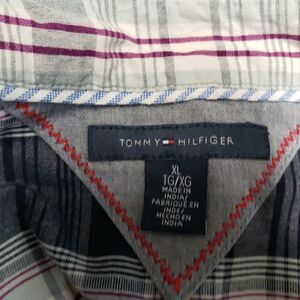 TOMMY HILFIGER
XL
TG/XG
MADE IN
INDIA/
FABRIQUÉ EN
INDE/
HECHO EN
INDIA